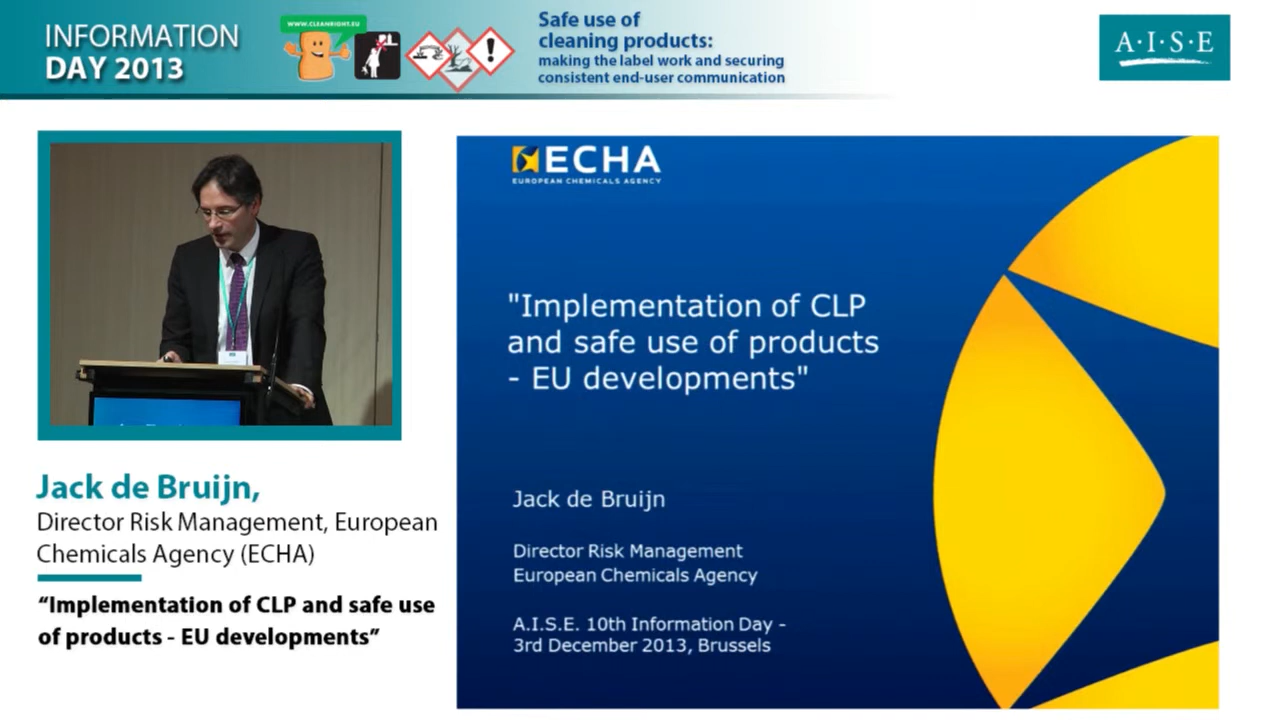 INFORMATION
DAY 2013
WWW.CLEANRIGHT.EU
Safe use of
cleaning products:
making the label work and securing
consistent end-user communication
A·I·S·E
ECHA
EUROPEAN CHEMICALS AGENCY
"Implementation of CLP
and safe use of products
- EU developments"
Jack de Bruijn
Director Risk Management
European Chemicals Agency
A.I.S.E. 10th Information Day -
3rd December 2013, Brussels
Jack de Bruijn,
Director Risk Management, European
Chemicals Agency (ECHA)
“Implementation of CLP and safe use
of products - EU developments”